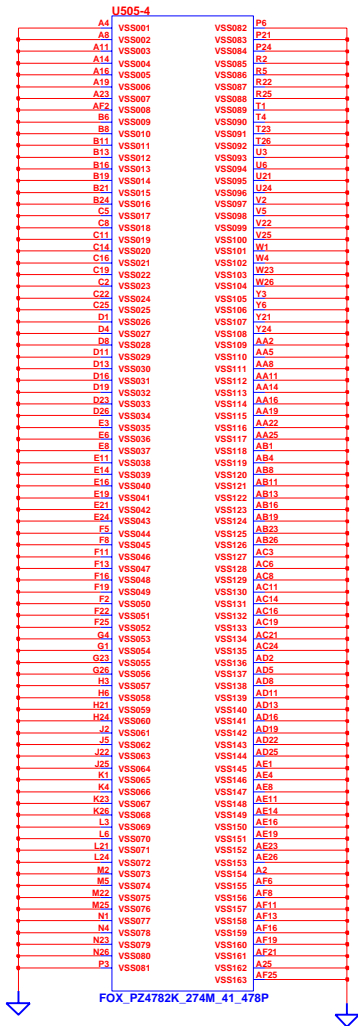 U505-4
A4 VSS001
A8 VSS002
A11 VSS003
A14 VSS004
A16 VSS005
A19 VSS006
A23 VSS007
AF2 VSS008
B6 VSS009
B8 VSS010
B11 VSS011
B13 VSS012
B16 VSS013
B19 VSS014
B21 VSS015
B24 VSS016
C5 VSS017
C8 VSS018
C11 VSS019
C14 VSS020
C16 VSS021
C19 VSS022
C2 VSS023
C22 VSS024
C25 VSS025
D1 VSS026
D4 VSS027
D8 VSS028
D11 VSS029
D13 VSS030
D16 VSS031
D19 VSS032
D23 VSS033
D26 VSS034
E3 VSS035
E6 VSS036
E8 VSS037
E11 VSS038
E14 VSS039
E16 VSS040
E19 VSS041
E21 VSS042
E24 VSS043
F5 VSS044
F8 VSS045
F11 VSS046
F13 VSS047
F16 VSS048
F19 VSS049
F2 VSS050
F22 VSS051
F25 VSS052
G4 VSS053
G1 VSS054
G23 VSS055
G26 VSS056
H3 VSS057
H6 VSS058
H21 VSS059
H24 VSS060
J2 VSS061
J5 VSS062
J22 VSS063
J25 VSS064
K1 VSS065
K4 VSS066
K23 VSS067
K26 VSS068
L3 VSS069
L6 VSS070
L21 VSS071
L24 VSS072
M2 VSS073
M5 VSS074
M22 VSS075
M25 VSS076
N1 VSS077
N4 VSS078
N23 VSS079
N26 VSS080
P3 VSS081
VSS082 P6
VSS083 P21
VSS084 P24
VSS085 R2
VSS086 R5
VSS087 R22
VSS088 R25
VSS089 T1
VSS090 T4
VSS091 T23
VSS092 T26
VSS093 U3
VSS094 U6
VSS095 U21
VSS096 U24
VSS097 V2
VSS098 V5
VSS099 V22
VSS100 V25
VSS101 W1
VSS102 W4
VSS103 W23
VSS104 W26
VSS105 Y3
VSS106 Y6
VSS107 Y21
VSS108 Y24
VSS109 AA2
VSS110 AA5
VSS111 AA8
VSS112 AA11
VSS113 AA14
VSS114 AA16
VSS115 AA19
VSS116 AA22
VSS117 AA25
VSS118 AB1
VSS119 AB4
VSS120 AB8
VSS121 AB11
VSS122 AB13
VSS123 AB16
VSS124 AB19
VSS125 AB23
VSS126 AB26
VSS127 AC3
VSS128 AC6
VSS129 AC8
VSS130 AC11
VSS131 AC14
VSS132 AC16
VSS133 AC19
VSS134 AC21
VSS135 AC24
VSS136 AD2
VSS137 AD5
VSS138 AD8
VSS139 AD11
VSS140 AD13
VSS141 AD16
VSS142 AD19
VSS143 AD22
VSS144 AD25
VSS145 AE1
VSS146 AE4
VSS147 AE8
VSS148 AE11
VSS149 AE14
VSS150 AE16
VSS151 AE19
VSS152 AE23
VSS153 AE26
VSS154 A2
VSS155 AF6
VSS156 AF8
VSS157 AF11
VSS158 AF13
VSS159 AF16
VSS160 AF19
VSS161 AF21
VSS162 A25
VSS163 AF25
FOX_PZ4782K_274M_41_478P